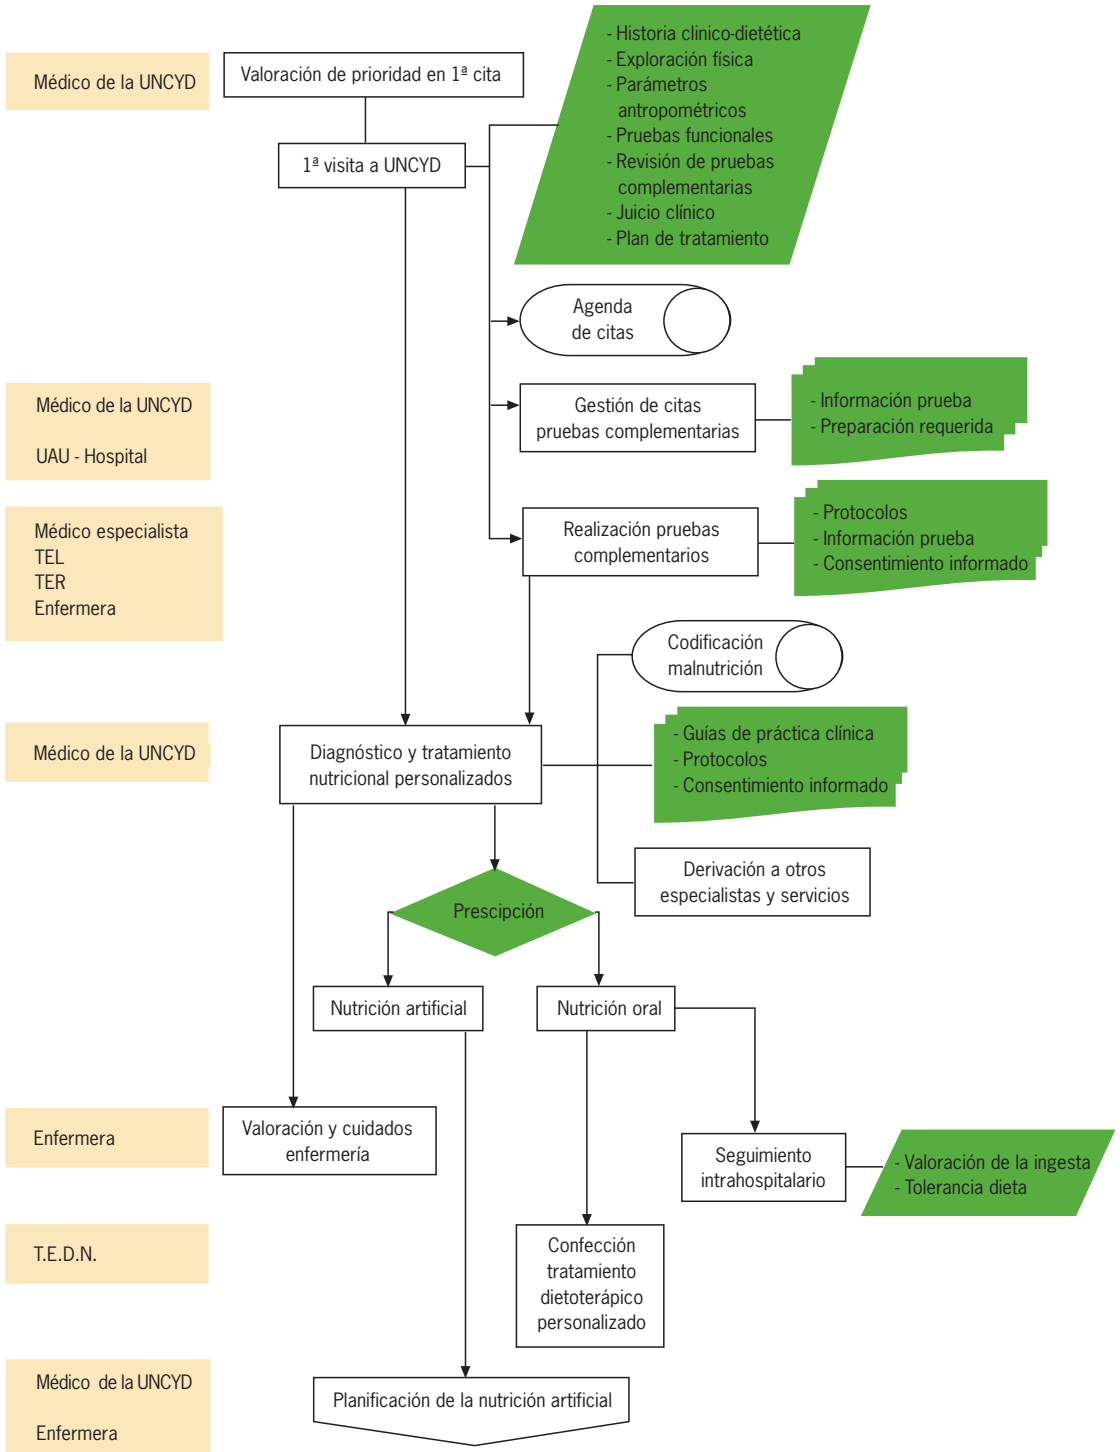 Médico de la UNCYD
Valoración de prioridad en 1ª cita
1ª visita a UNCYD
- Historia clinico-dietética
- Exploración física
- Parámetros
antropométricos
- Pruebas funcionales
- Revisión de pruebas
complementarias
- Juicio clínico
- Plan de tratamiento
Agenda
de citas
Médico de la UNCYD
UAU - Hospital
Gestión de citas
pruebas complementarias
- Información prueba
- Preparación requerida
Médico especialista
TEL
TER
Enfermera
Realización pruebas
complementarios
- Protocolos
- Información prueba
- Consentimiento informado
Codificación
malnutrición
Médico de la UNCYD
Diagnóstico y tratamiento
nutricional personalizados
- Guías de práctica clínica
- Protocolos
- Consentimiento informado
Derivación a otros
especialistas y servicios
Prescipción
Nutrición artificial
Nutrición oral
Enfermera
Valoración y cuidados
enfermería
Seguimiento
intrahospitalario
- Valoración de la ingesta
- Tolerancia dieta
T.E.D.N.
Confección
tratamiento
dietoterápico
personalizado
Médico de la UNCYD
Enfermera
Planificación de la nutrición artificial